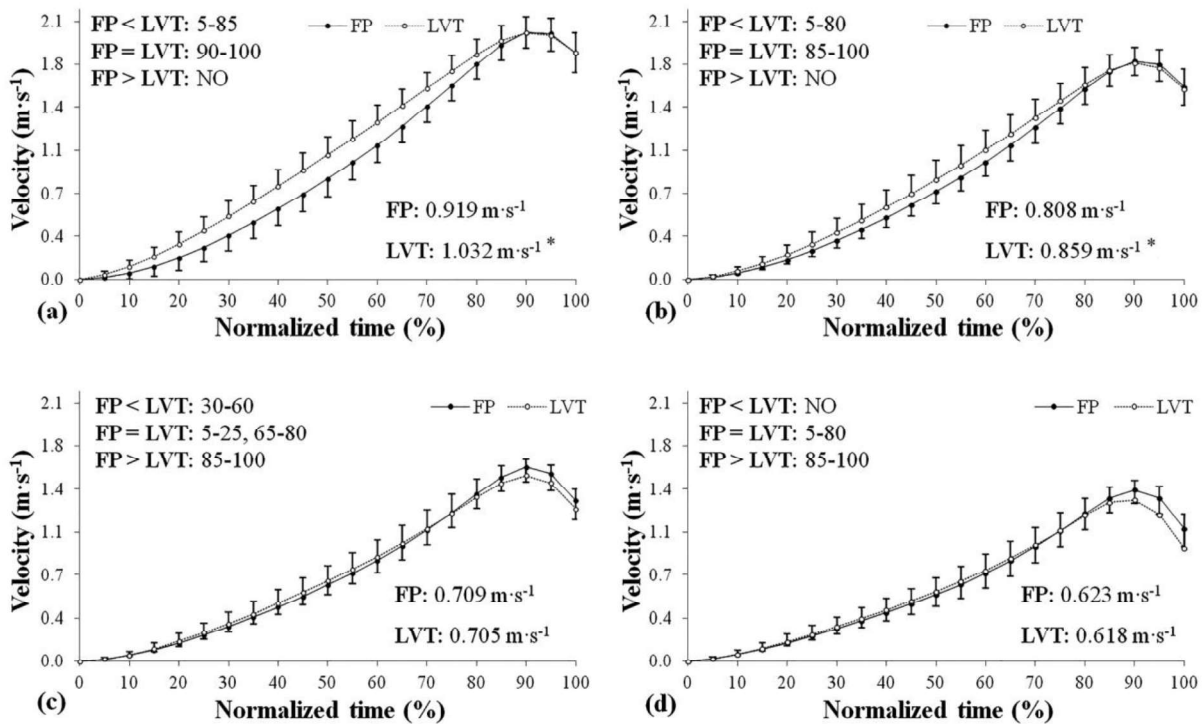 FP < LVT: 5-85
FP = LVT: 90-100
FP > LVT: NO
FP LVT
Velocity (m·s⁻¹)
2.1
1.8
1.4
1.1
0.7
0.4
0.0
FP: 0.919 m·s⁻¹
LVT: 1.032 m·s⁻¹ *
0 10 20 30 40 50 60 70 80 90 100
(a) Normalized time (%)
FP < LVT: 5-80
FP = LVT: 85-100
FP > LVT: NO
FP LVT
Velocity (m·s⁻¹)
2.1
1.8
1.4
1.1
0.7
0.4
0.0
FP: 0.808 m·s⁻¹
LVT: 0.859 m·s⁻¹ *
0 10 20 30 40 50 60 70 80 90 100
(b) Normalized time (%)
FP < LVT: 30-60
FP = LVT: 5-25, 65-80
FP > LVT: 85-100
FP LVT
Velocity (m·s⁻¹)
2.1
1.8
1.4
1.1
0.7
0.4
0.0
FP: 0.709 m·s⁻¹
LVT: 0.705 m·s⁻¹
0 10 20 30 40 50 60 70 80 90 100
(c) Normalized time (%)
FP < LVT: NO
FP = LVT: 5-80
FP > LVT: 85-100
FP LVT
Velocity (m·s⁻¹)
2.1
1.8
1.4
1.1
0.7
0.4
0.0
FP: 0.623 m·s⁻¹
LVT: 0.618 m·s⁻¹
0 10 20 30 40 50 60 70 80 90 100
(d) Normalized time (%)